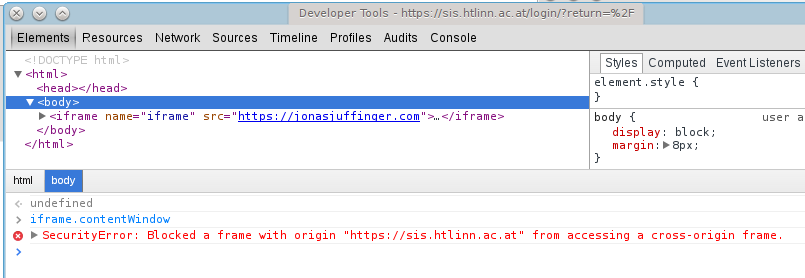 Developer Tools - https://sis.htlinn.ac.at/login/?return=%2F
Elements Resources Network Sources Timeline Profiles Audits Console
<!DOCTYPE html>
<html>
<head></head>
<body>
<iframe name="iframe" src="https://jonasjuffinger.com">…</iframe>
</body>
</html>
Styles Computed Event Listeners
element.style {
}
body { user a
display: block;
margin: 8px;
}
html body
undefined
iframe.contentWindow
SecurityError: Blocked a frame with origin "https://sis.htlinn.ac.at" from accessing a cross-origin frame.